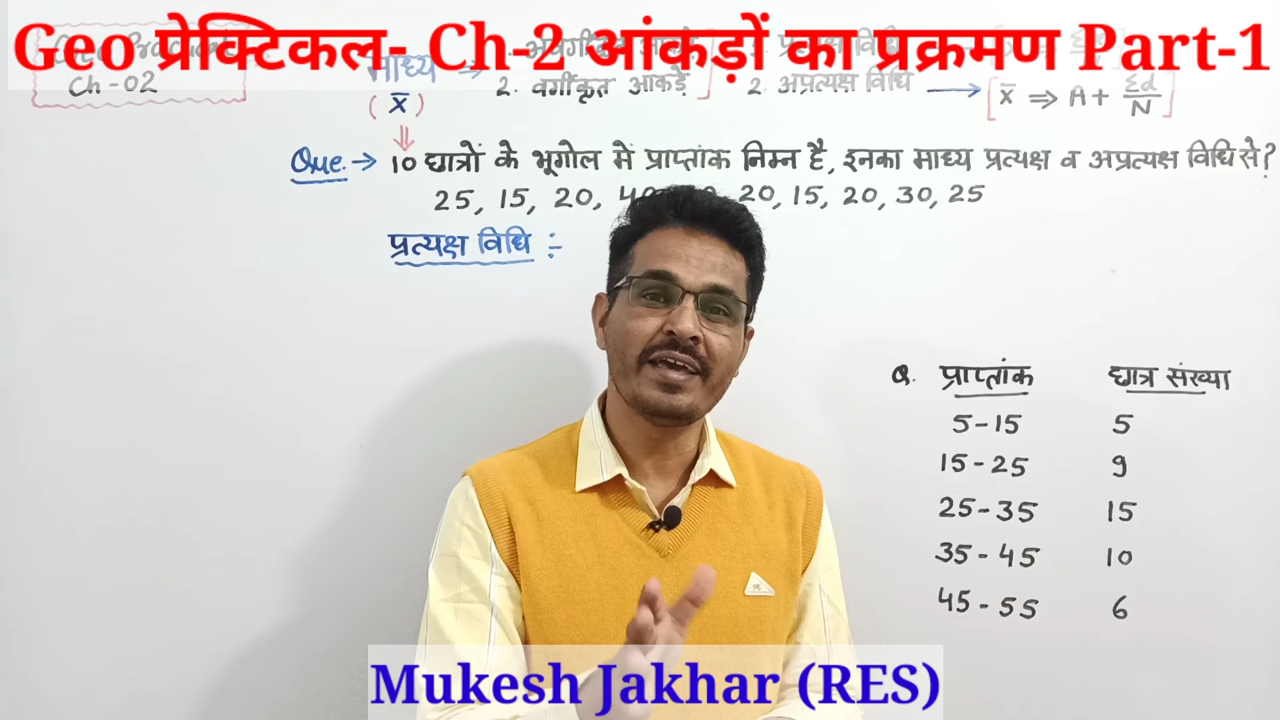 Geo प्रेक्टिकल- Ch-2 आंकड़ों का प्रक्रमण Part-1
Ch-02
माध्य →
(x̄)
2. वर्गीकृत आकड़े
2. अप्रत्यक्ष विधि → [x̄ ⇒ A + Σd/N]
Que. → 10 छात्रों के भूगोल में प्राप्तांक निम्न है, इनका माध्य प्रत्यक्ष व अप्रत्यक्ष विधि से?
25, 15, 20, 20, 15, 20, 30, 25
प्रत्यक्ष विधि :-
Q. प्राप्तांक छात्र संख्या
5-15 5
15-25 9
25-35 15
35-45 10
45-55 6
Mukesh Jakhar (RES)